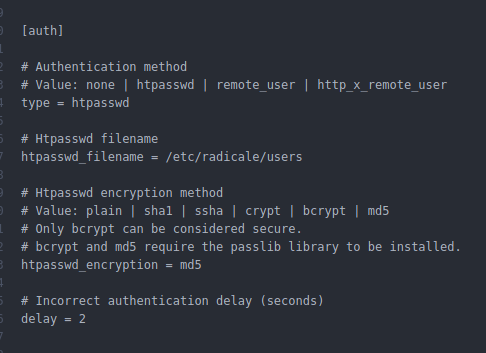 [auth]
# Authentication method
# Value: none | htpasswd | remote_user | http_x_remote_user
type = htpasswd
# Htpasswd filename
htpasswd_filename = /etc/radicale/users
# Htpasswd encryption method
# Value: plain | sha1 | ssha | crypt | bcrypt | md5
# Only bcrypt can be considered secure.
# bcrypt and md5 require the passlib library to be installed.
htpasswd_encryption = md5
# Incorrect authentication delay (seconds)
delay = 2